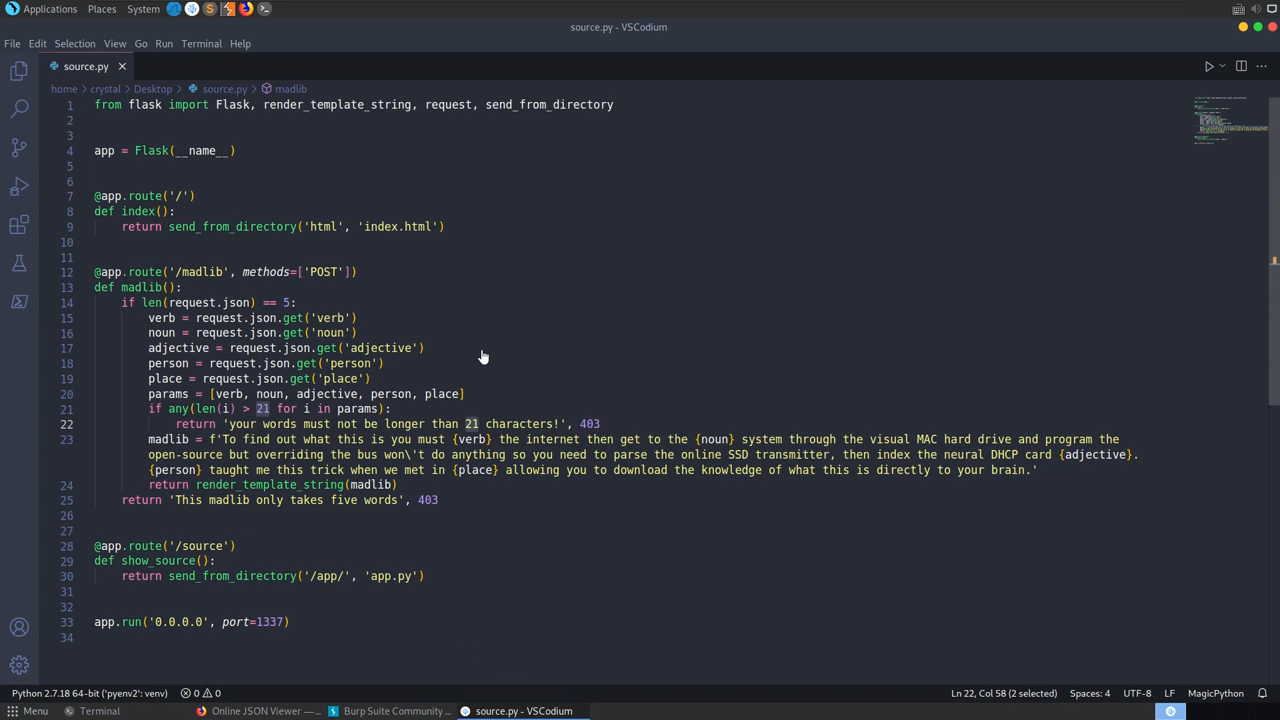 Applications Places System
source.py - VSCodium
File Edit Selection View Go Run Terminal Help
source.py
home > crystal > Desktop > source.py > madlib
1 from flask import Flask, render_template_string, request, send_from_directory
2
3
4 app = Flask(__name__)
5
6
7 @app.route('/')
8 def index():
9 return send_from_directory('html', 'index.html')
10
11
12 @app.route('/madlib', methods=['POST'])
13 def madlib():
14 if len(request.json) == 5:
15 verb = request.json.get('verb')
16 noun = request.json.get('noun')
17 adjective = request.json.get('adjective')
18 person = request.json.get('person')
19 place = request.json.get('place')
20 params = [verb, noun, adjective, person, place]
21 if any(len(i) > 21 for i in params):
22 return 'your words must not be longer than 21 characters!', 403
23 madlib = f'To find out what this is you must {verb} the internet then get to the {noun} system through the visual MAC hard drive and program the
open-source but overriding the bus won\'t do anything so you need to parse the online SSD transmitter, then index the neural DHCP card {adjective}.
{person} taught me this trick when we met in {place} allowing you to download the knowledge of what this is directly to your brain.'
24 return render_template_string(madlib)
25 return 'This madlib only takes five words', 403
26
27
28 @app.route('/source')
29 def show_source():
30 return send_from_directory('/app/', 'app.py')
31
32
33 app.run('0.0.0.0', port=1337)
34
Python 2.7.18 64-bit ('pyenv2': venv) 0 0 Ln 22, Col 58 (2 selected) Spaces: 4 UTF-8 LF MagicPython
Menu Terminal Online JSON Viewer —... Burp Suite Community ... source.py - VSCodium